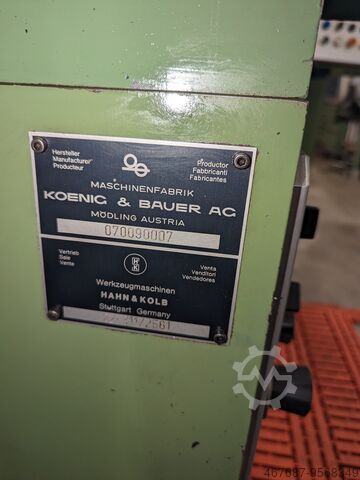 Hersteller
Manufacturer
Producteur
Productor
Fabbricanti
Fabricantes
MASCHINENFABRIK
KOENIG & BAUER AG
MÖDLING AUSTRIA
070090007
Vertrieb
Sale
Vente
HK
Venta
Venditori
Vendedores
Werkzeugmaschinen
HAHN & KOLB
Stuttgart Germany